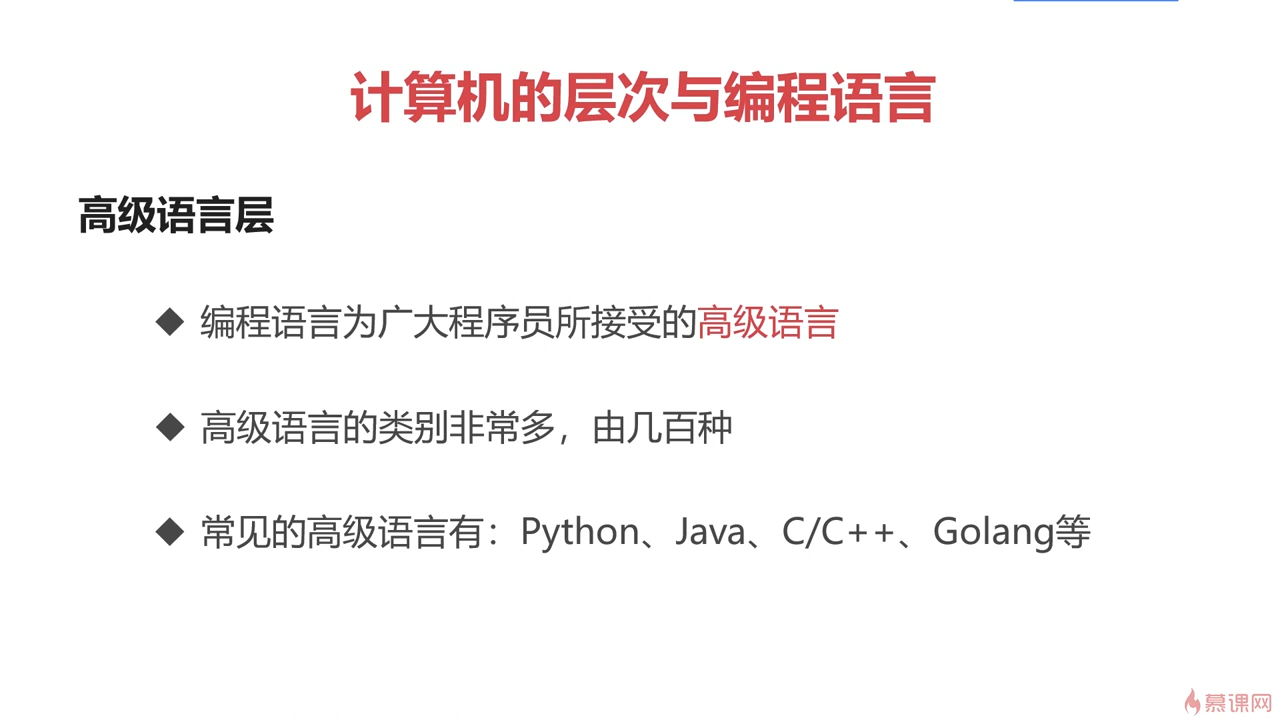 计算机的层次与编程语言
高级语言层
◆ 编程语言为广大程序员所接受的高级语言
◆ 高级语言的类别非常多，由几百种
◆ 常见的高级语言有：Python、Java、C/C++、Golang等
慕课网